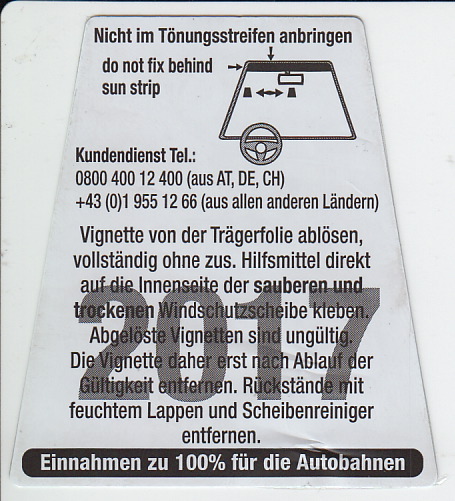 Nicht im Tönungsstreifen anbringen
do not fix behind
sun strip
Kundendienst Tel.:
0800 400 12 400 (aus AT, DE, CH)
+43 (0)1 955 12 66 (aus allen anderen Ländern)
Vignette von der Trägerfolie ablösen,
vollständig ohne zus. Hilfsmittel direkt
auf die Innenseite der sauberen und
trockenen Windschutzscheibe kleben.
Abgelöste Vignetten sind ungültig.
Die Vignette daher erst nach Ablauf der
Gültigkeit entfernen. Rückstände mit
feuchtem Lappen und Scheibenreiniger
entfernen.
2017
Einnahmen zu 100% für die Autobahnen